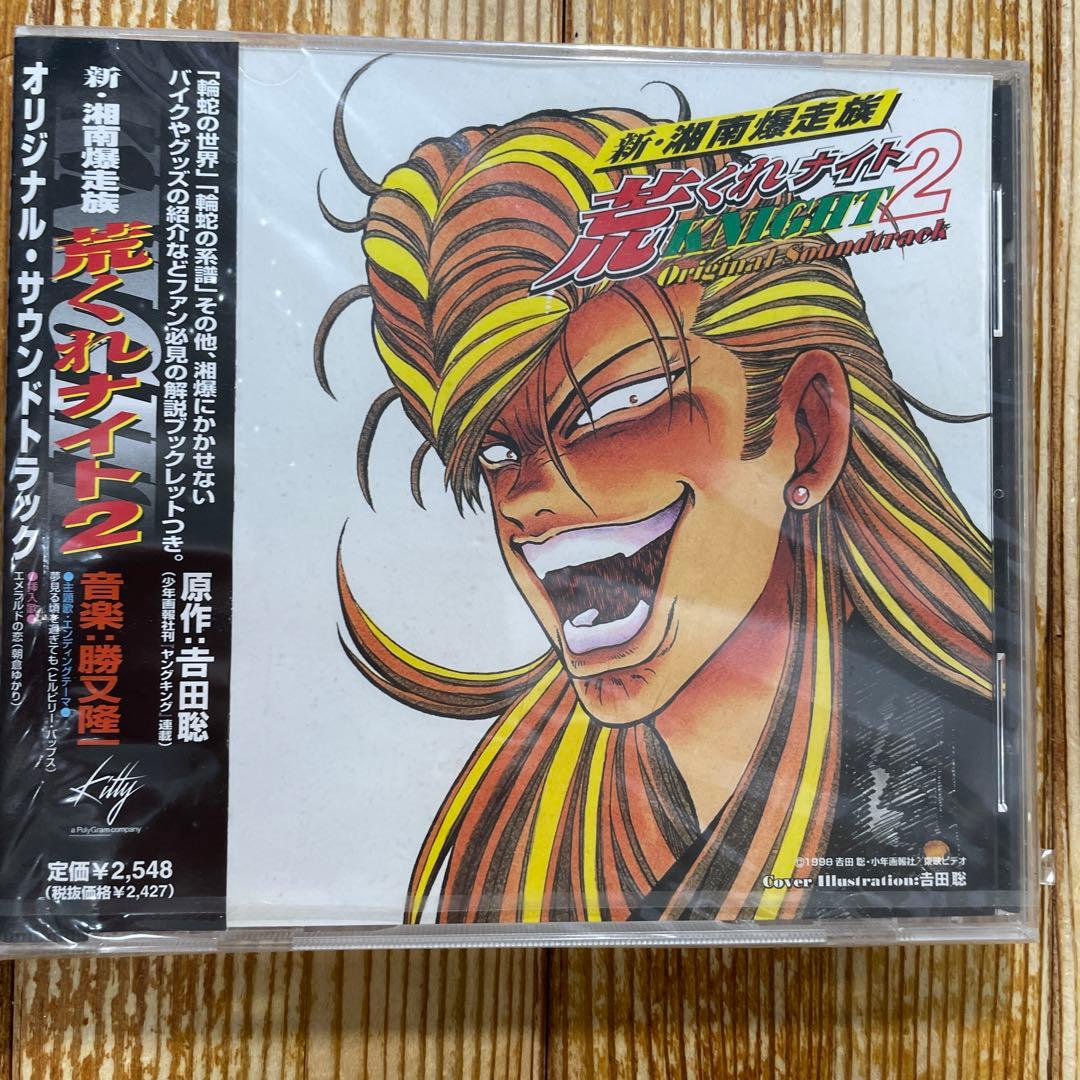 「輪蛇の世界」「輪蛇の系譜」その他、湘爆にかかせない
バイクやグッズの紹介などファン必見の解説ブックレットつき。
原作:吉田聡
(少年画報社刊『ヤングキング』連載)
新・湘南爆走族
荒くれナイト2
音楽:勝又隆一
●主題歌・エンディングテーマ●
夢見る頃を過ぎても(ヒルビリー・バップス)
●挿入歌●
エメラルドの恋(朝倉ゆかり)
オリジナル・サウンドトラック
Kitty
a PolyGram company
定価¥2,548
(税抜価格¥2,427)
新・湘南爆走族
荒くれナイト
KNIGHT2
Original Soundtrack
©1998 吉田 聡・少年画報社/東映ビデオ
Cover Illustration:吉田 聡